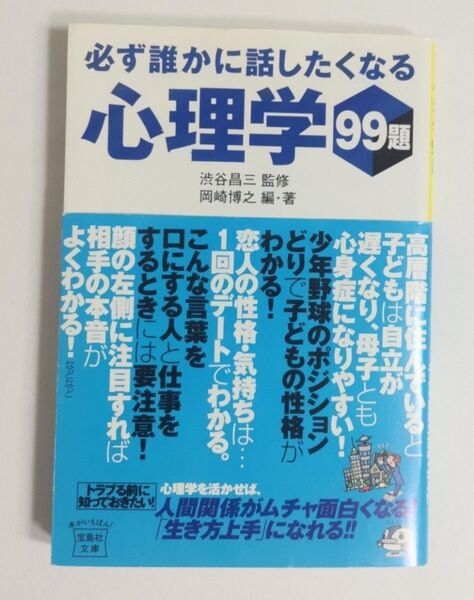 必ず誰かに話したくなる
心理学
99題
渋谷昌三 監修
岡崎博之 編・著
高層階に住んでいると
子どもは自立が
遅くなり、母子とも
心身症になりやすい!
少年野球のポジション
どりで子どもの性格が
わかる!
恋人の性格・気持ちは…
1回のデートでわかる。
こんな言葉を
口にする人と仕事を
するときには要注意!
顔の左側に注目すれば
相手の本音が
よくわかる!などなど
トラブる前に
知っておきたい!
心理学を活かせば、
人間関係がムチャ面白くなる!
「生き方上手」になれる!!
本がいちばん!
宝島社
文庫